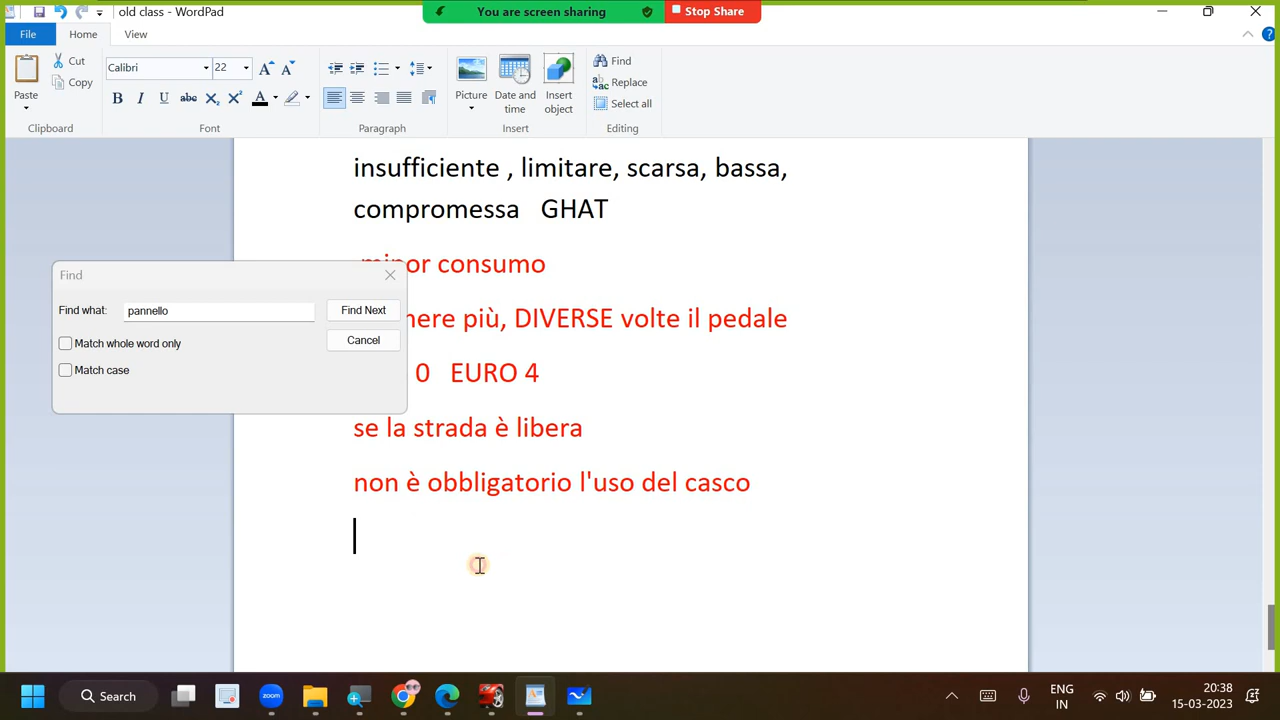 old class - WordPad
You are screen sharing
Stop Share
File
Home
View
Paste
Cut
Copy
Clipboard
Calibri
22
Font
Paragraph
Picture
Date and time
Insert object
Insert
Find
Replace
Select all
Editing
insufficiente , limitare, scarsa, bassa,
compromessa GHAT
minor consumo
più, DIVERSE volte il pedale
0 EURO 4
se la strada è libera
non è obbligatorio l'uso del casco
Find
Find what:
pannello
Find Next
Match whole word only
Cancel
Match case
Search
zoom
ENG
IN
20:38
15-03-2023